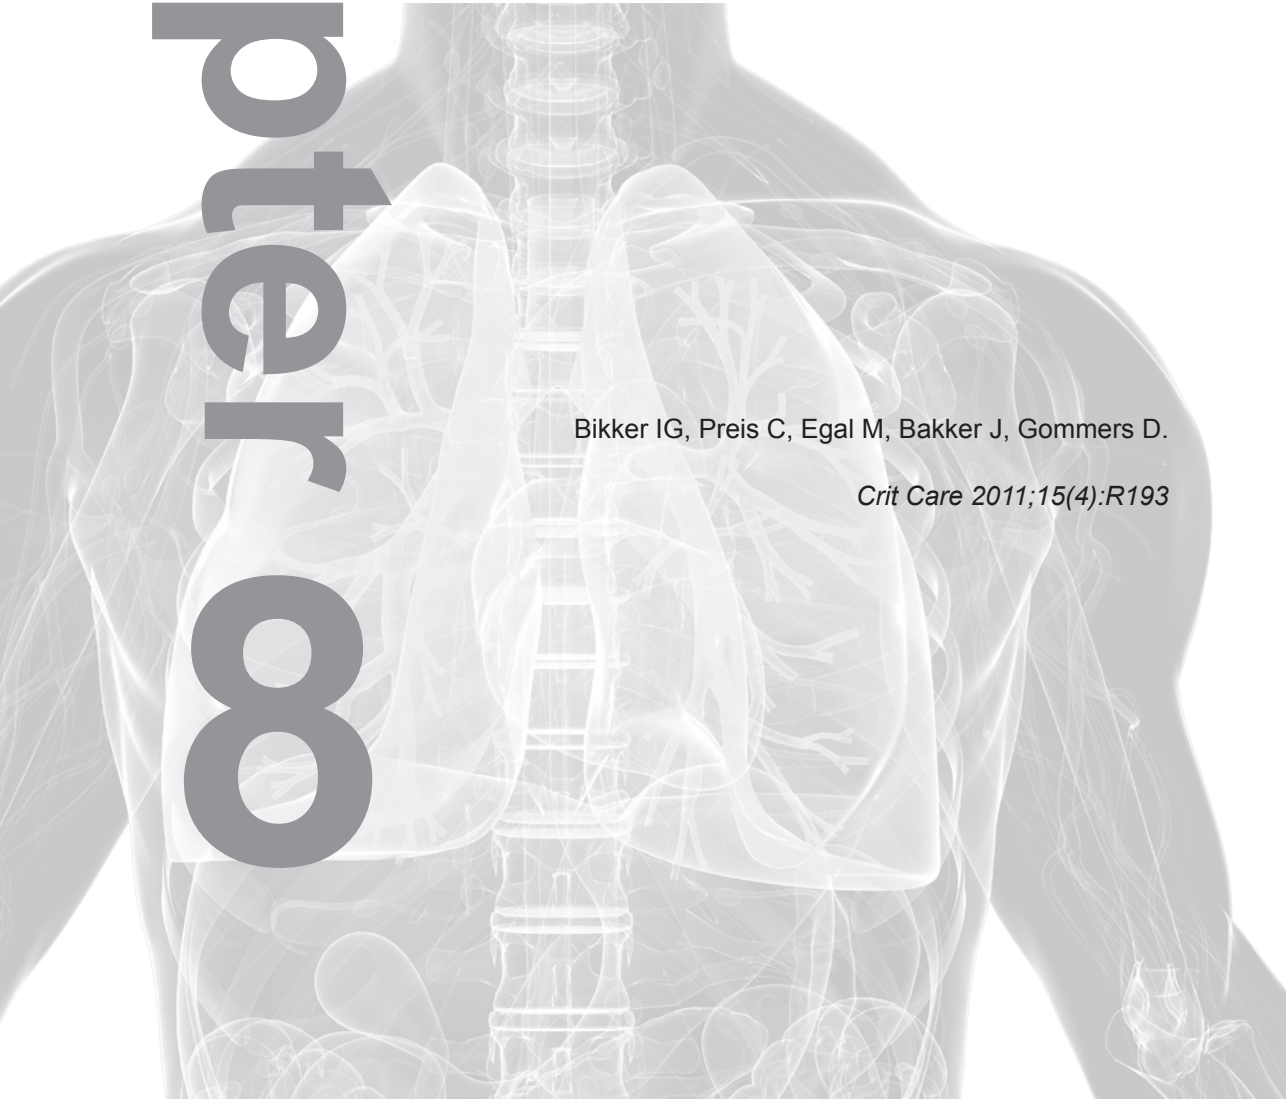 pter 8
Bikker IG, Preis C, Egal M, Bakker J, Gommers D.
Crit Care 2011;15(4):R193